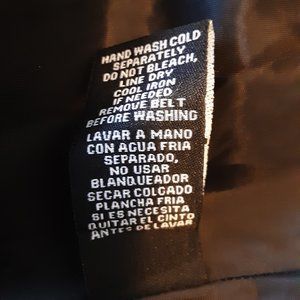 HAND WASH COLD
SEPARATELY
DO NOT BLEACH,
LINE DRY
COOL IRON
IF NEEDED
REMOVE BELT
BEFORE WASHING
LAVAR A MANO
CON AGUA FRIA
SEPARADO,
NO USAR
BLANQUEADOR
SECAR COLGADO
PLANCHA FRIA
SI ES NECESITA
QUITAR EL CINTO
ANTES DE LAVAR